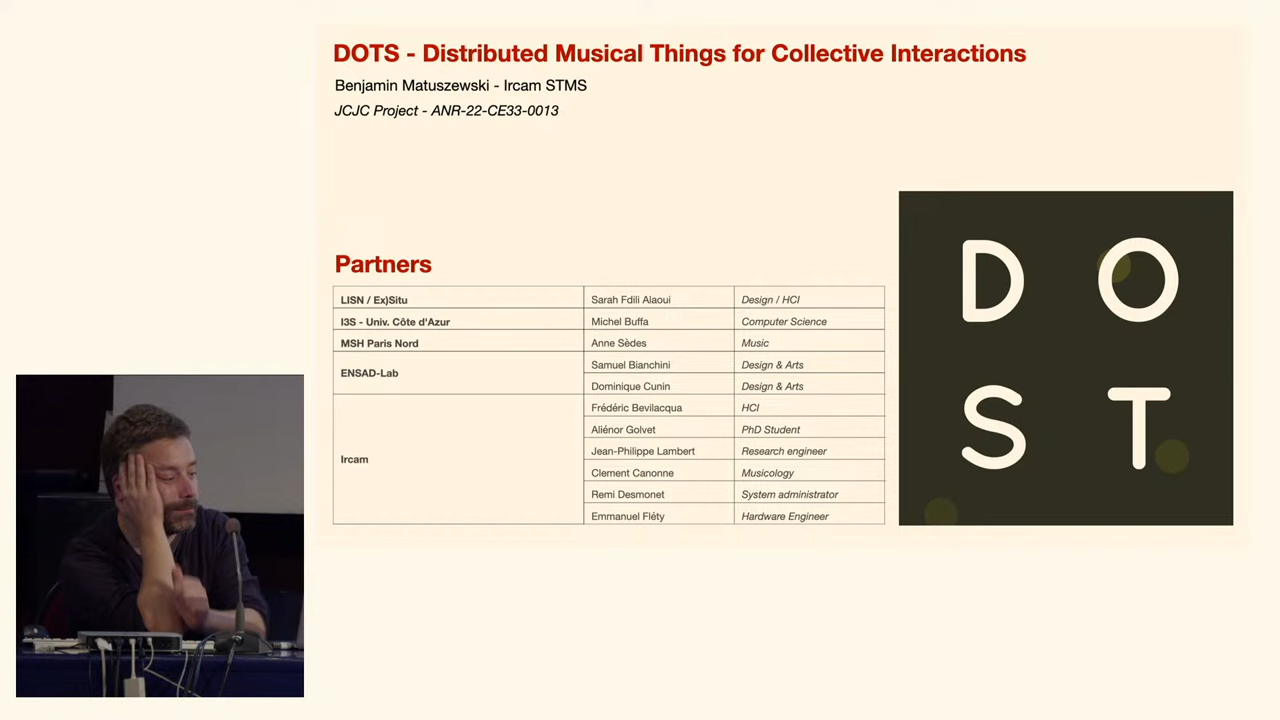 DOTS - Distributed Musical Things for Collective Interactions
Benjamin Matuszewski - Ircam STMS
JCJC Project - ANR-22-CE33-0013
Partners
LISN / Ex)Situ Sarah Fdili Alaoui Design / HCI
I3S - Univ. Côte d'Azur Michel Buffa Computer Science
MSH Paris Nord Anne Sèdes Music
ENSAD-Lab Samuel Bianchini Design & Arts
Dominique Cunin Design & Arts
Ircam Frédéric Bevilacqua HCI
Aliénor Golvet PhD Student
Jean-Philippe Lambert Research engineer
Clement Canonne Musicology
Remi Desmonet System administrator
Emmanuel Fléty Hardware Engineer
D O
S T